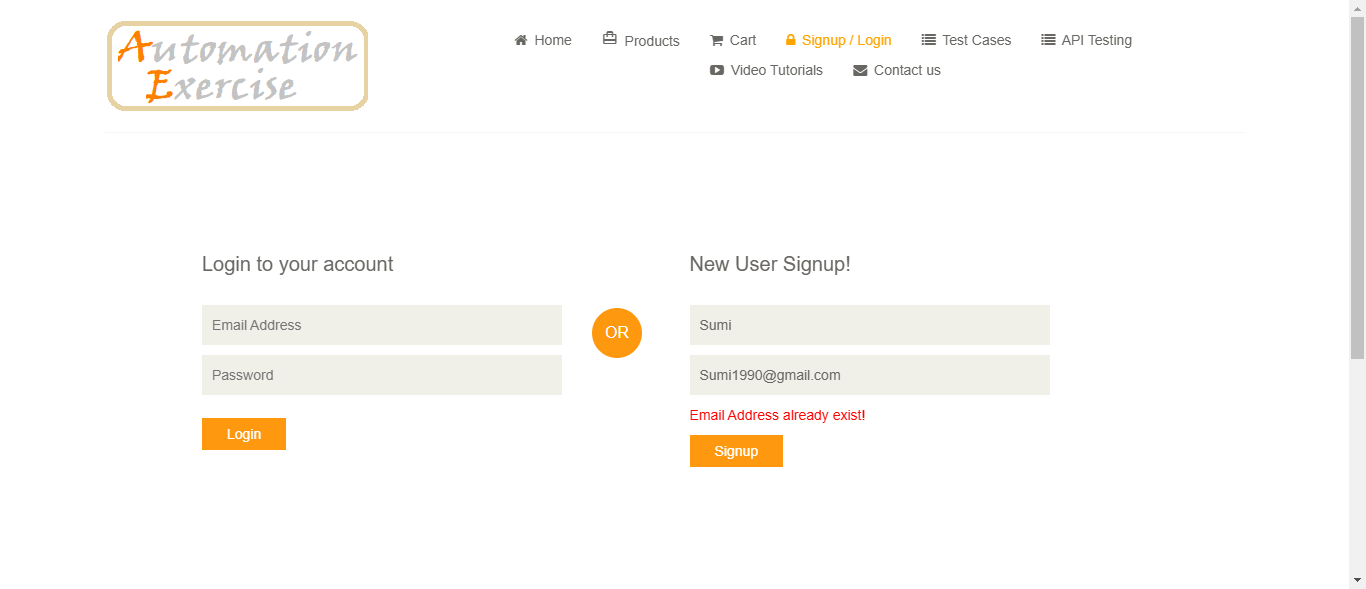 Automation
Exercise
Home
Products
Cart
Signup / Login
Test Cases
API Testing
Video Tutorials
Contact us
Login to your account
Email Address
Password
Login
OR
New User Signup!
Sumi
Sumi1990@gmail.com
Email Address already exist!
Signup